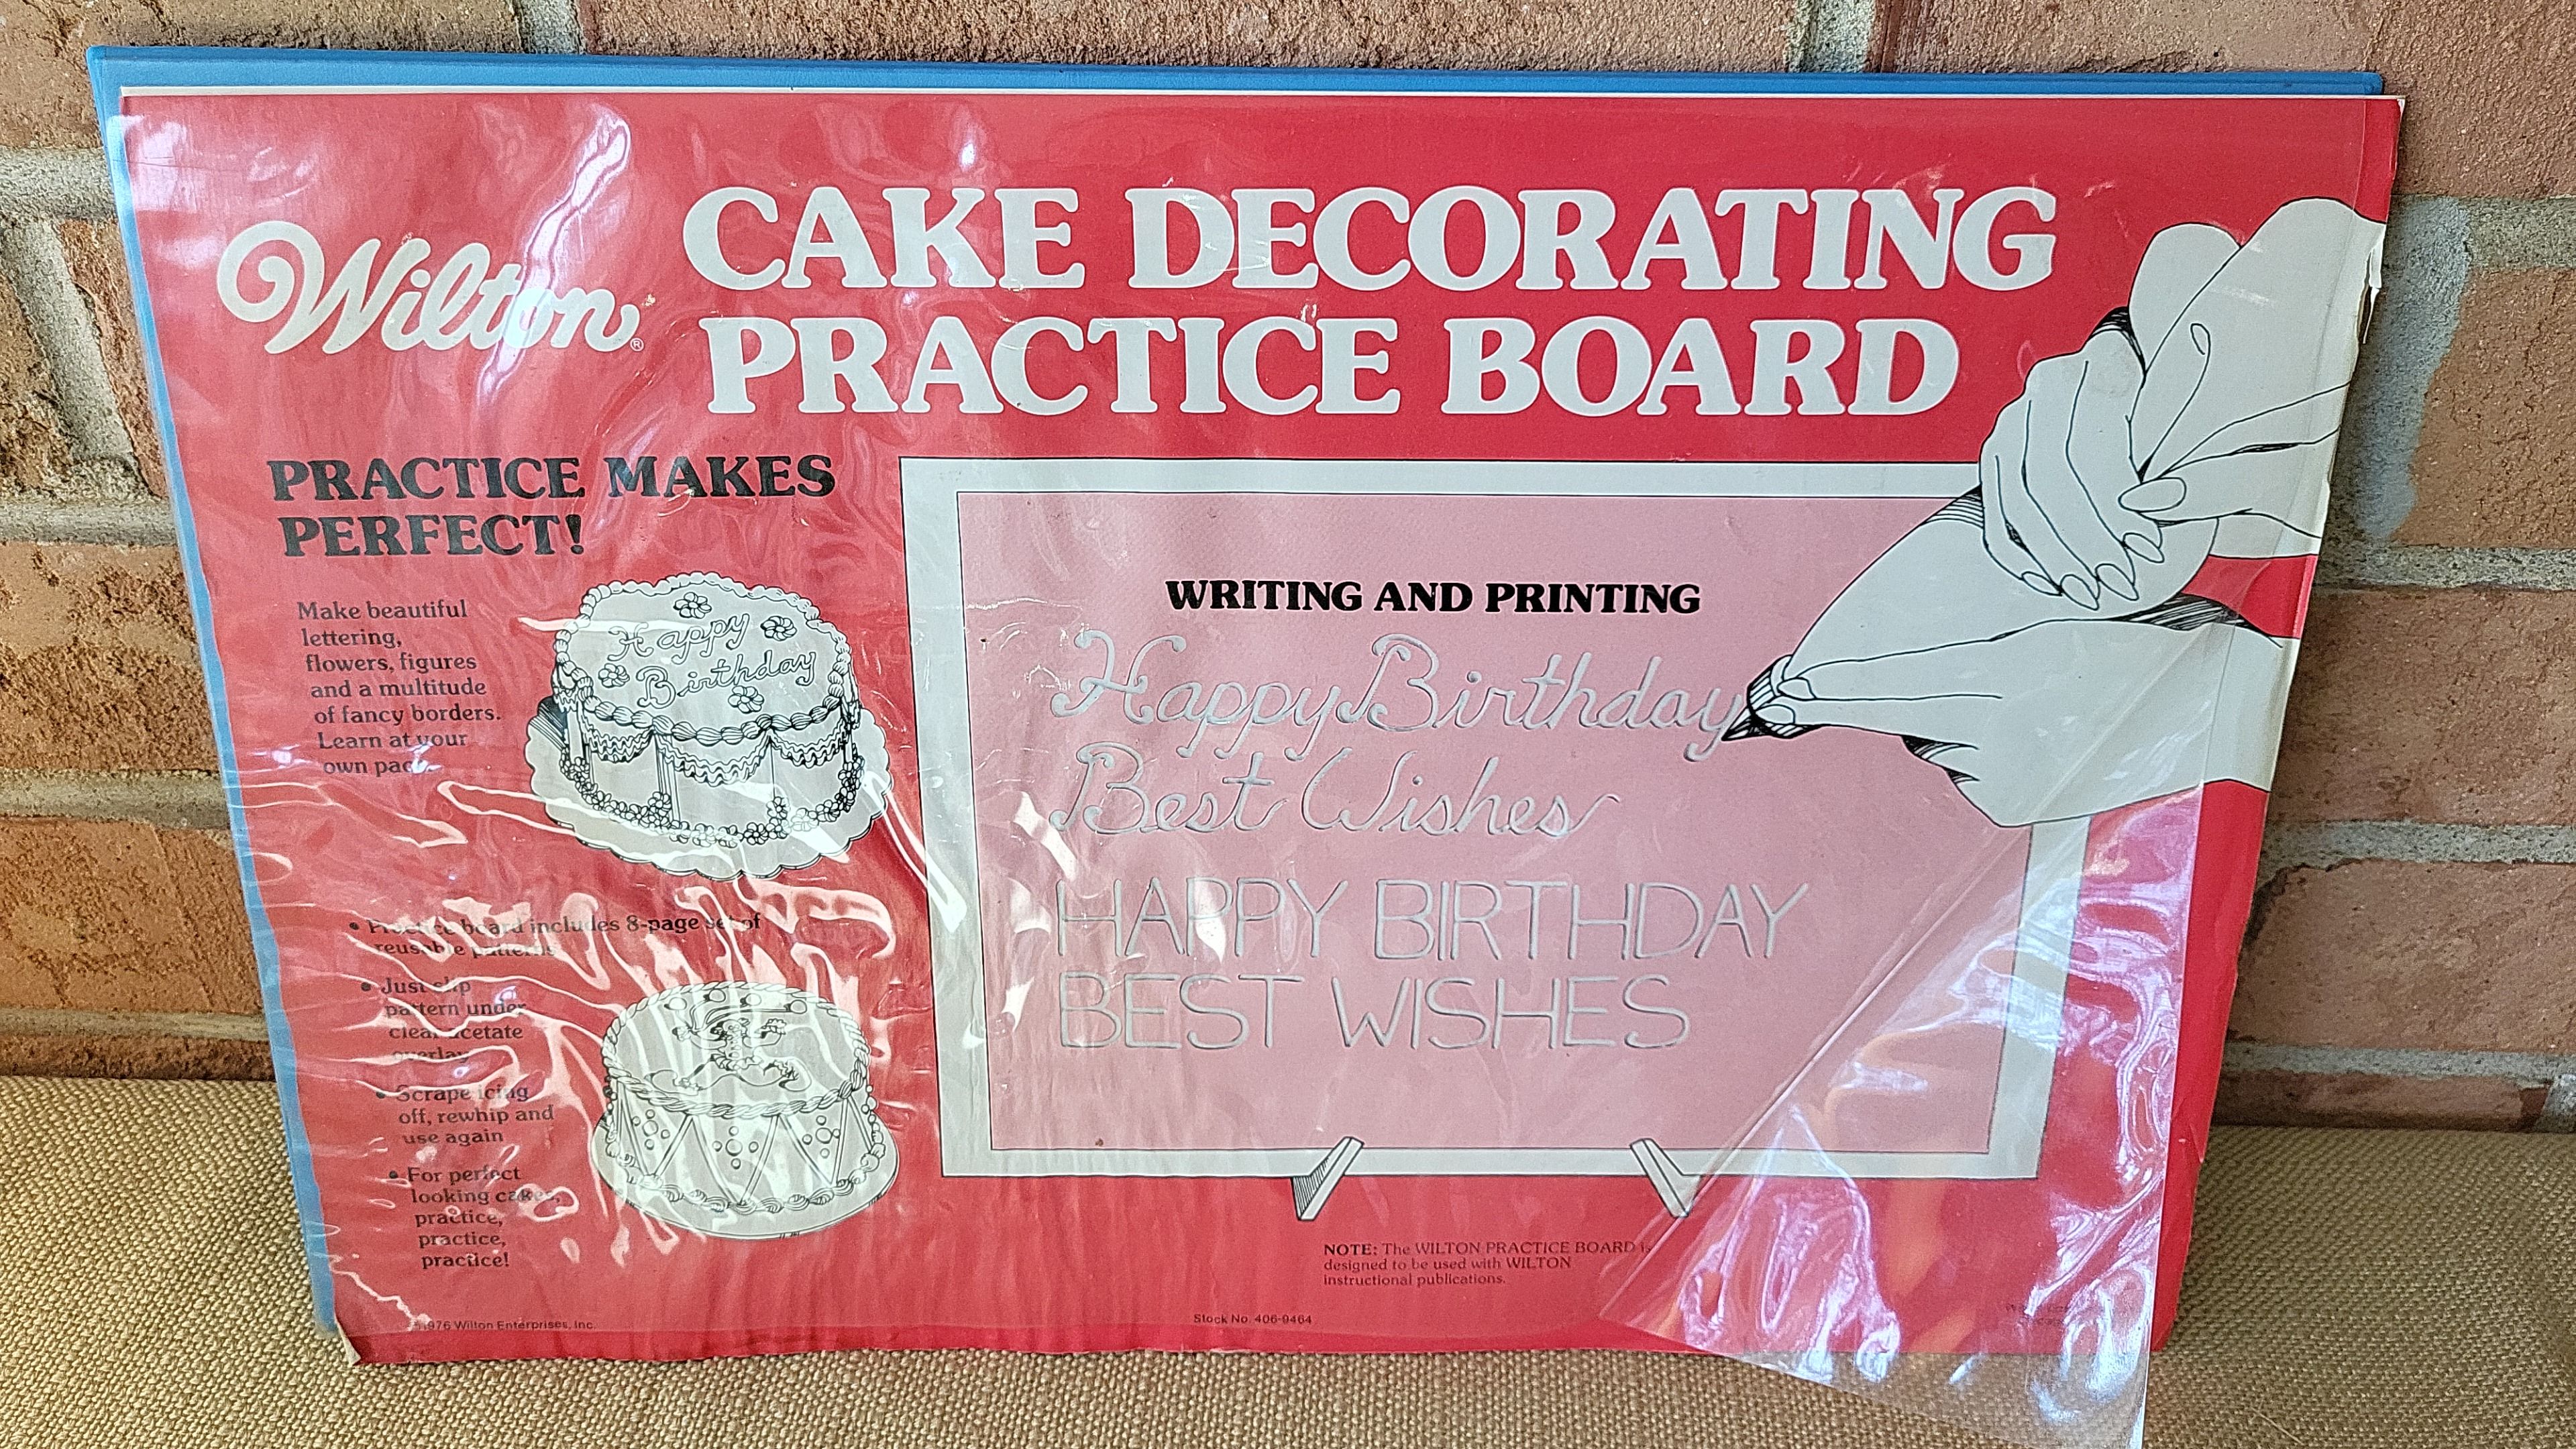 Wilton®
CAKE DECORATING
PRACTICE BOARD
PRACTICE MAKES
PERFECT!
Make beautiful
lettering,
flowers, figures
and a multitude
of fancy borders.
Learn at your
own pace.
Happy
Birthday
• Practice board includes 8-page set of
reusable patterns
• Just slip
pattern under
clear acetate
overlay
• Scrape icing
off, rewhip and
use again
• For perfect
looking cakes,
practice,
practice,
practice!
WRITING AND PRINTING
Happy Birthday
Best Wishes
HAPPY BIRTHDAY
BEST WISHES
NOTE: The WILTON PRACTICE BOARD is
designed to be used with WILTON
instructional publications.
1976 Wilton Enterprises, Inc.
Stock No. 406-9464